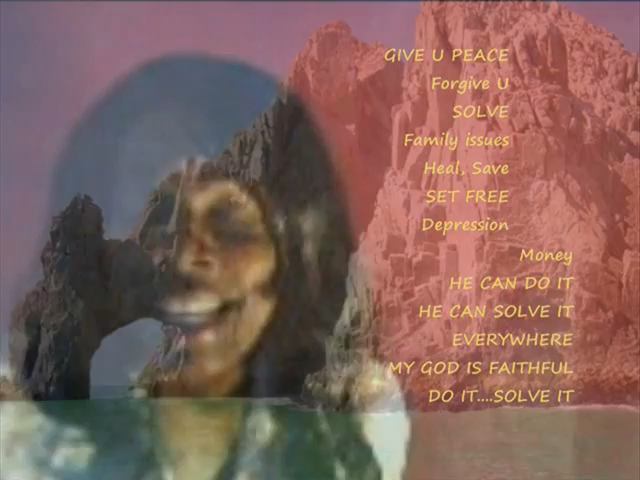 GIVE U PEACE
Forgive U
SOLVE
Family issues
Heal, Save
SET FREE
Depression
Money
HE CAN DO IT
HE CAN SOLVE IT
EVERYWHERE
MY GOD IS FAITHFUL
DO IT....SOLVE IT